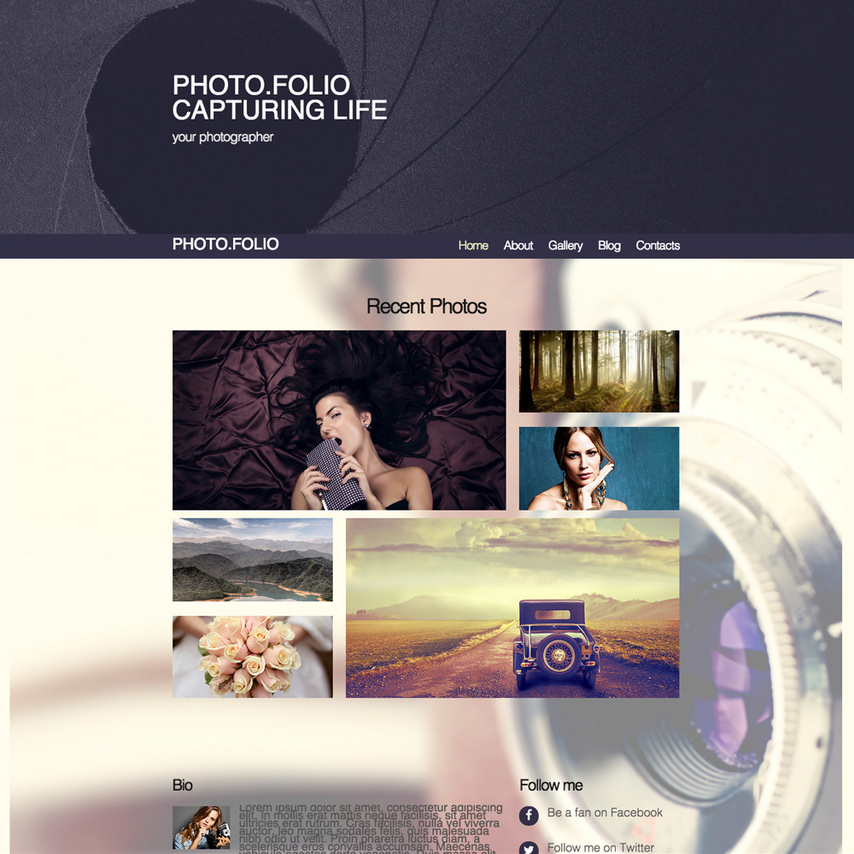 PHOTO.FOLIO
CAPTURING LIFE
your photographer
PHOTO.FOLIO
Home About Gallery Blog Contacts
Recent Photos
Bio
Follow me
Lorem ipsum dolor sit amet, consectetur adipiscing
elit. In mollis erat mattis neque facilisis, sit amet
ultricies erat rutrum. Cras facilisis, nulla vel viverra
auctor, leo magna sodales felis, quis malesuada
nibh odio ut velit. Proin pharetra luctus diam, a
scelerisque eros convallis accumsan. Maecenas
Be a fan on Facebook
Follow me on Twitter